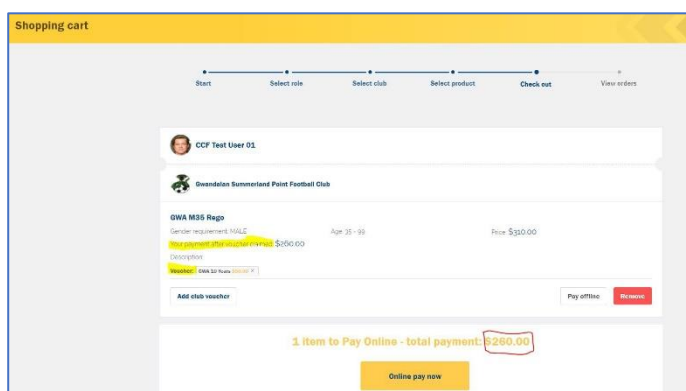 Shopping cart
Start Select role Select club Select product Check out View orders
CCF Test User 01
Gwandalan Summerland Point Football Club
GWA M35 Rego
Gender requirement: MALE Age: 35 - 99 Price: $310.00
Your payment after voucher claimed: $260.00
Description:
Voucher: GWA
Add club voucher Pay offline Remove
1 item to Pay Online - total payment: $260.00
Online pay now